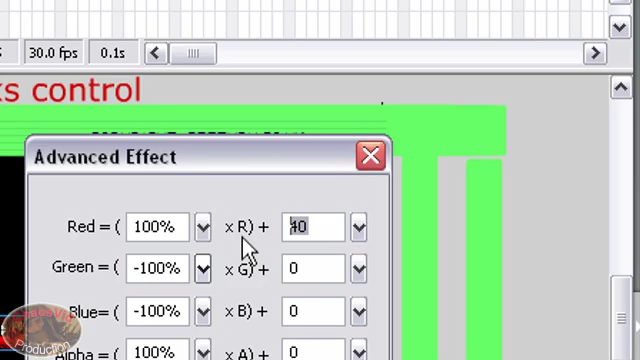 30.0 fps 0.1s
ks control
Advanced Effect
Red = ( 100% x R) + 40
Green = ( -100% x G) + 0
Blue= ( -100% x B) + 0
Alpha = ( 100% x A) + 0
Production